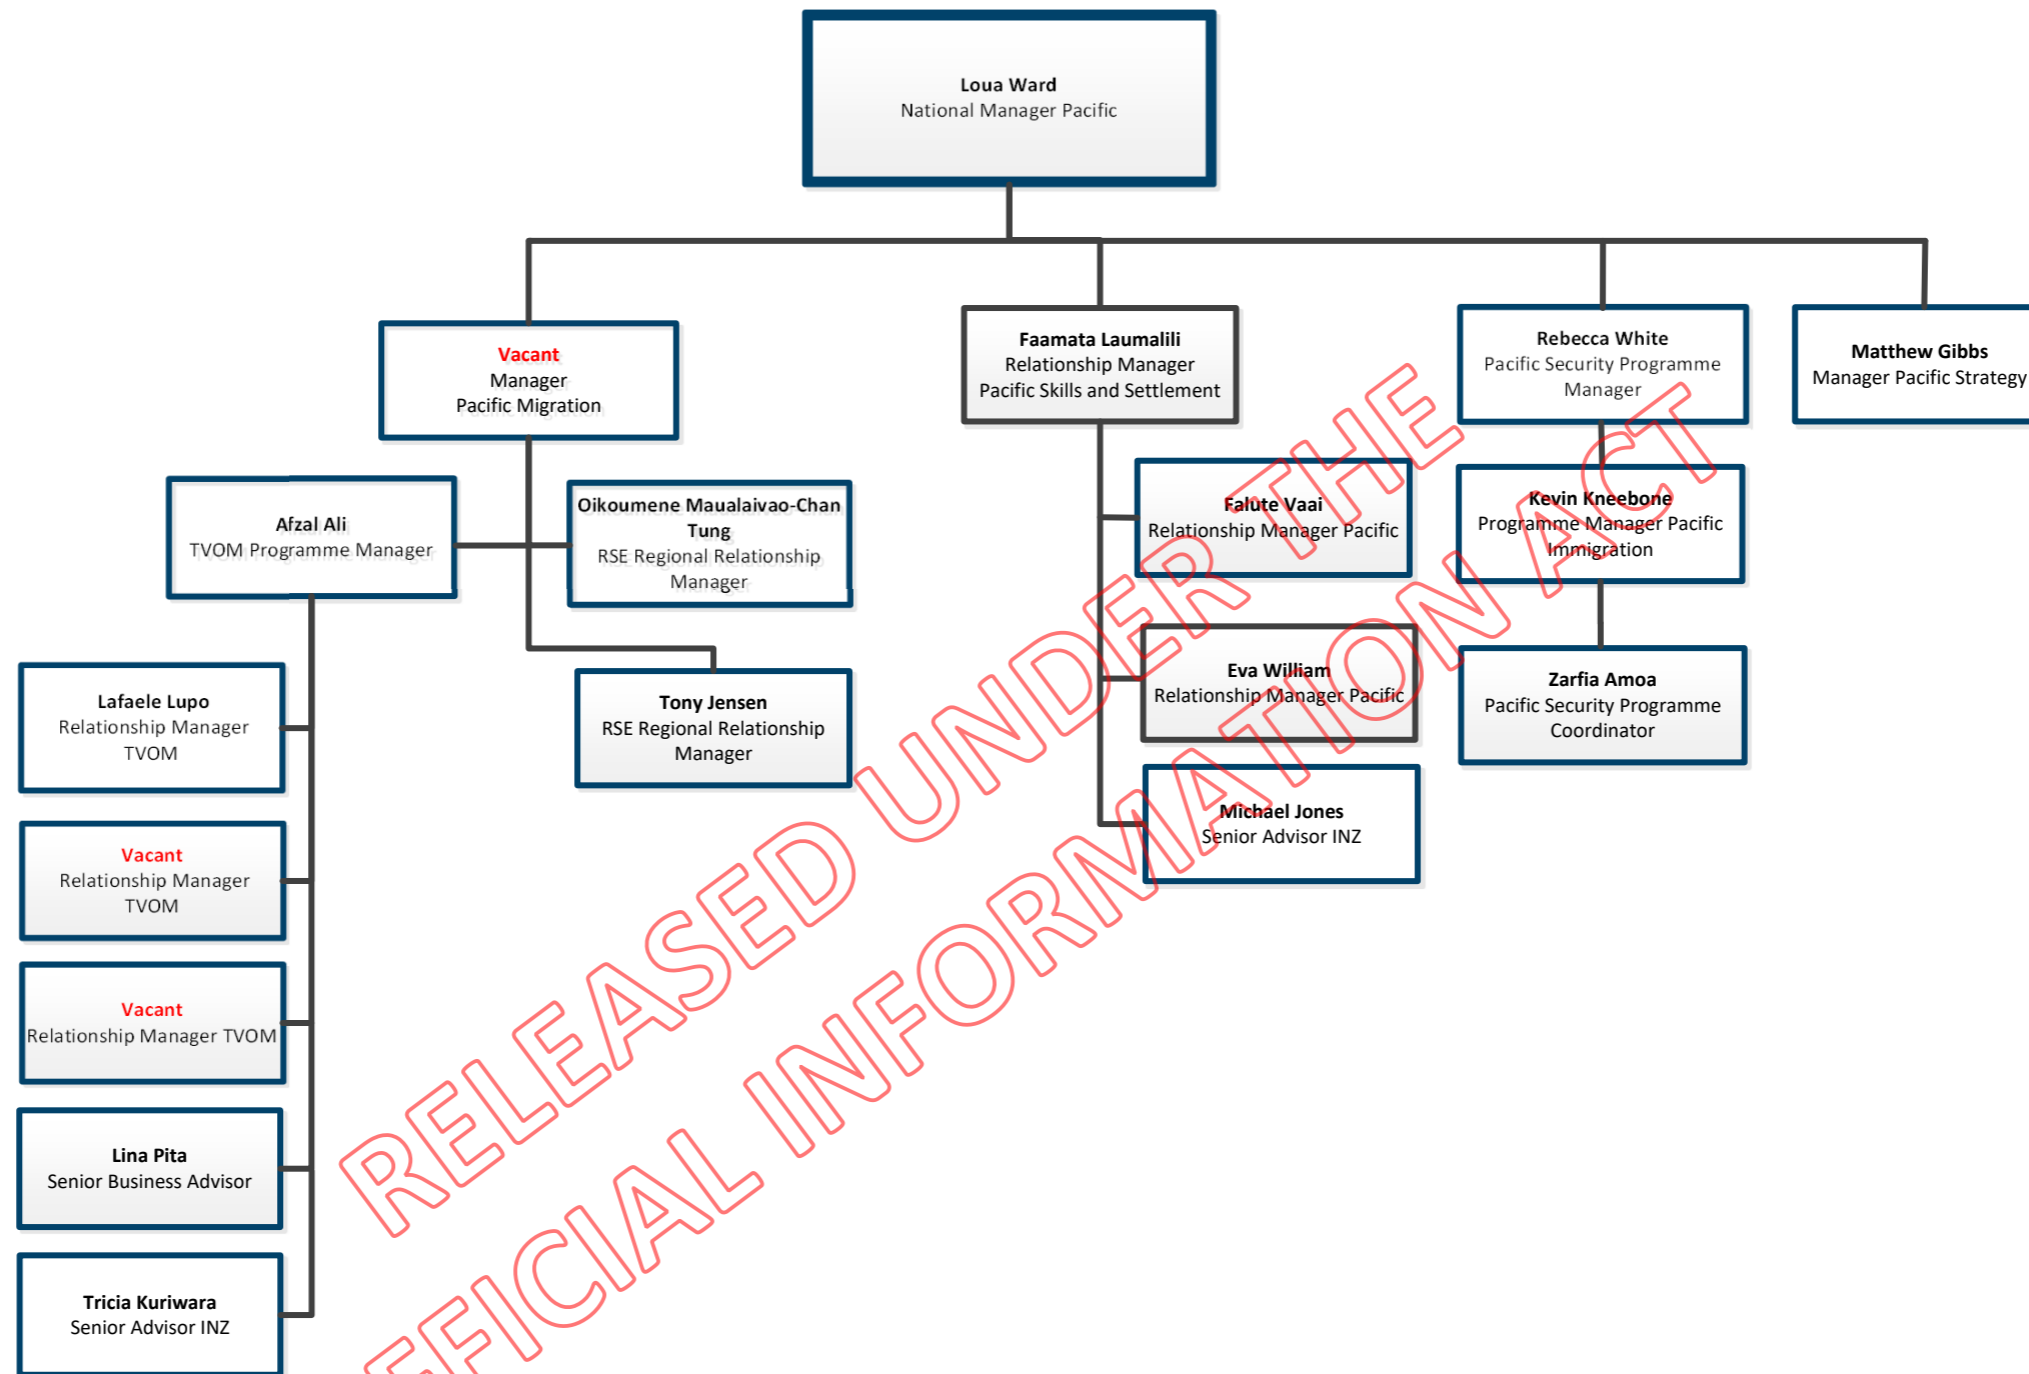 Loua Ward
National Manager Pacific
Vacant
Manager
Pacific Migration
Faamata Laumalili
Relationship Manager
Pacific Skills and Settlement
Rebecca White
Pacific Security Programme
Manager
Matthew Gibbs
Manager Pacific Strategy
Afzal Ali
TVOM Programme Manager
Oikoumene Maualaivao-Chan
Tung
RSE Regional Relationship
Manager
Falute Vaai
Relationship Manager Pacific
Kevin Kneebone
Programme Manager Pacific
Immigration
Lafaele Lupo
Relationship Manager
TVOM
Tony Jensen
RSE Regional Relationship
Manager
Eva William
Relationship Manager Pacific
Zarfia Amoa
Pacific Security Programme
Coordinator
Vacant
Relationship Manager
TVOM
Michael Jones
Senior Advisor INZ
Vacant
Relationship Manager TVOM
Lina Pita
Senior Business Advisor
Tricia Kuriwara
Senior Advisor INZ
RELEASED UNDER THE
INFORMATION ACT